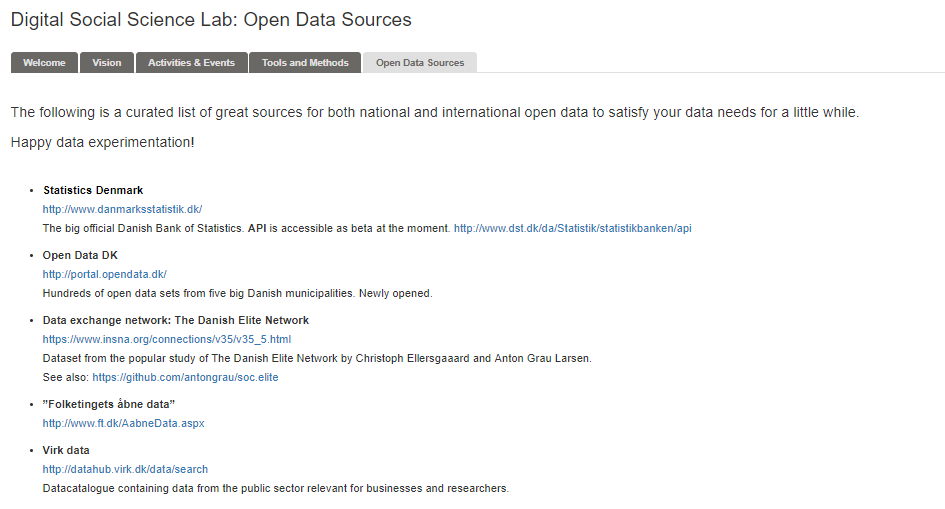 Digital Social Science Lab: Open Data Sources
Welcome
Vision
Activities & Events
Tools and Methods
Open Data Sources
The following is a curated list of great sources for both national and international open data to satisfy your data needs for a little while.
Happy data experimentation!
• Statistics Denmark
http://www.danmarksstatistik.dk/
The big official Danish Bank of Statistics. API is accessible as beta at the moment. http://www.dst.dk/da/Statistik/statistikbanken/api
• Open Data DK
http://portal.opendata.dk/
Hundreds of open data sets from five big Danish municipalities. Newly opened.
• Data exchange network: The Danish Elite Network
https://www.insna.org/connections/v35/v35_5.html
Dataset from the popular study of The Danish Elite Network by Christoph Ellersgaaard and Anton Grau Larsen.
See also: https://github.com/antongrau/soc.elite
• ”Folketingets åbne data”
http://www.ft.dk/AabneData.aspx
• Virk data
http://datahub.virk.dk/data/search
Datacatalogue containing data from the public sector relevant for businesses and researchers.